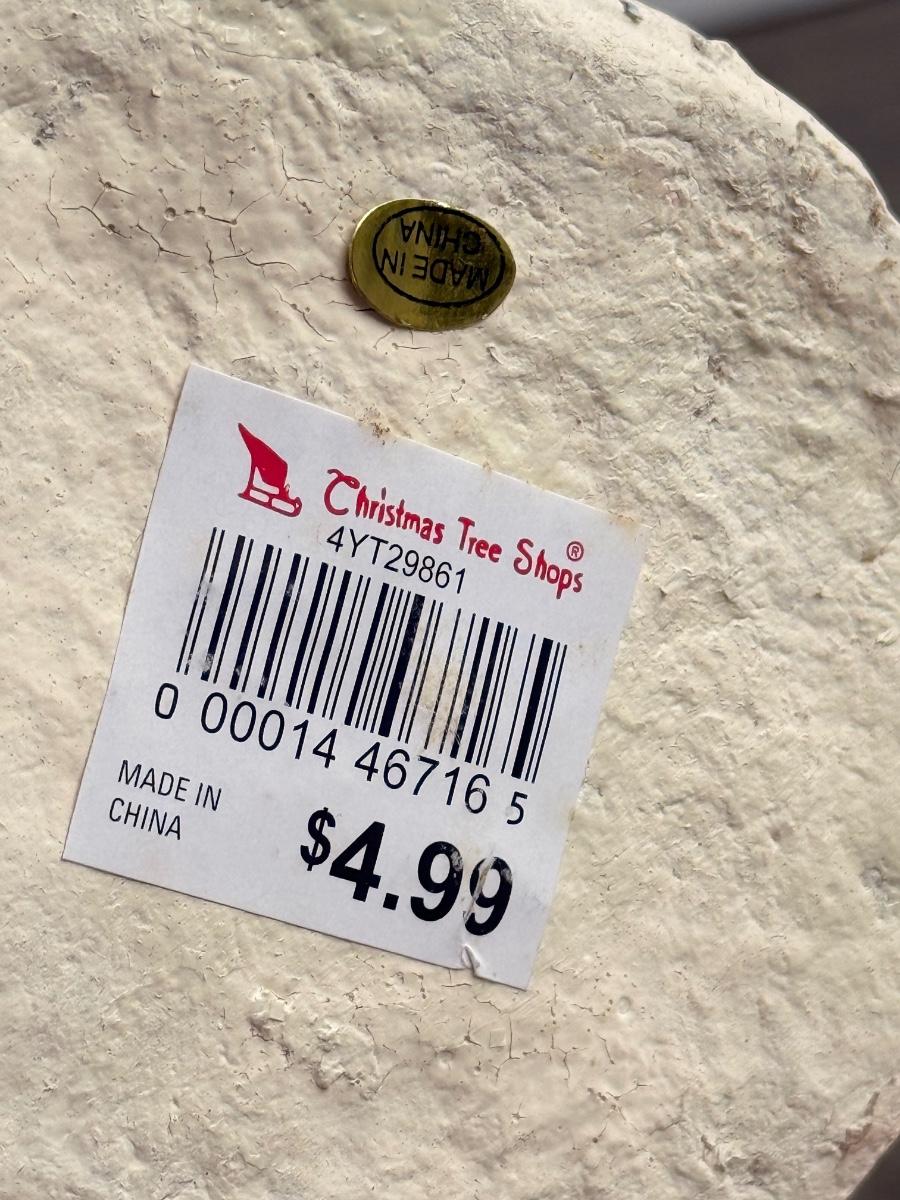 MADE IN
CHINA
Christmas Tree Shops®
4YT29861
0 00014 46716 5
MADE IN
CHINA
$4.99